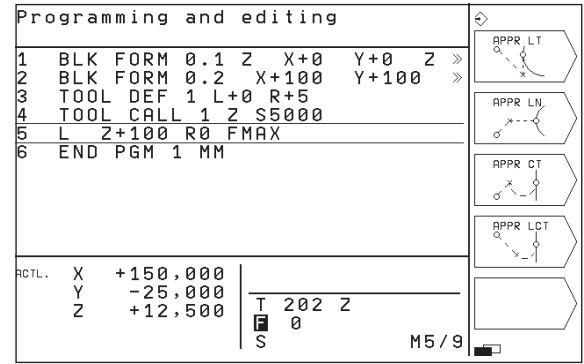 Programming and editing
1 BLK FORM 0.1 Z X+0 Y+0 Z »
2 BLK FORM 0.2 X+100 Y+100 »
3 TOOL DEF 1 L+0 R+5
4 TOOL CALL 1 Z S5000
5 L Z+100 R0 FMAX
6 END PGM 1 MM
APPR LT
APPR LN
APPR CT
APPR LCT
ACTL. X +150,000
Y -25,000
Z +12,500
T 202 Z
F 0
S M5/9